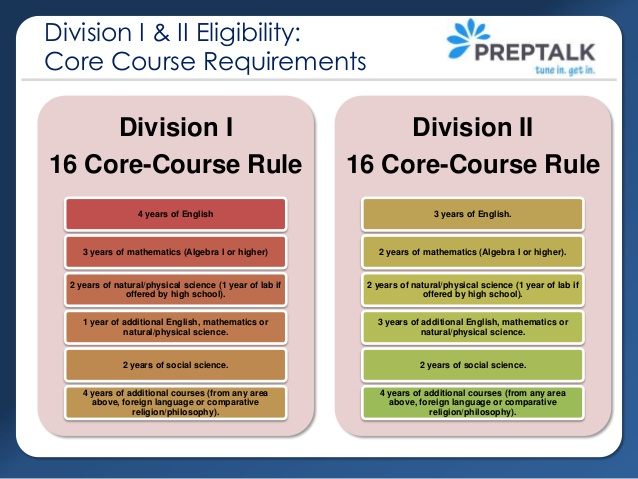 Division I & II Eligibility:
Core Course Requirements
PREPTALK
tune in. get in.
Division I
16 Core-Course Rule
4 years of English
3 years of mathematics (Algebra I or higher)
2 years of natural/physical science (1 year of lab if
offered by high school).
1 year of additional English, mathematics or
natural/physical science.
2 years of social science.
4 years of additional courses (from any area
above, foreign language or comparative
religion/philosophy).
Division II
16 Core-Course Rule
3 years of English.
2 years of mathematics (Algebra I or higher).
2 years of natural/physical science (1 year of lab if
offered by high school).
3 years of additional English, mathematics or
natural/physical science.
2 years of social science.
4 years of additional courses (from any area
above, foreign language or comparative
religion/philosophy).